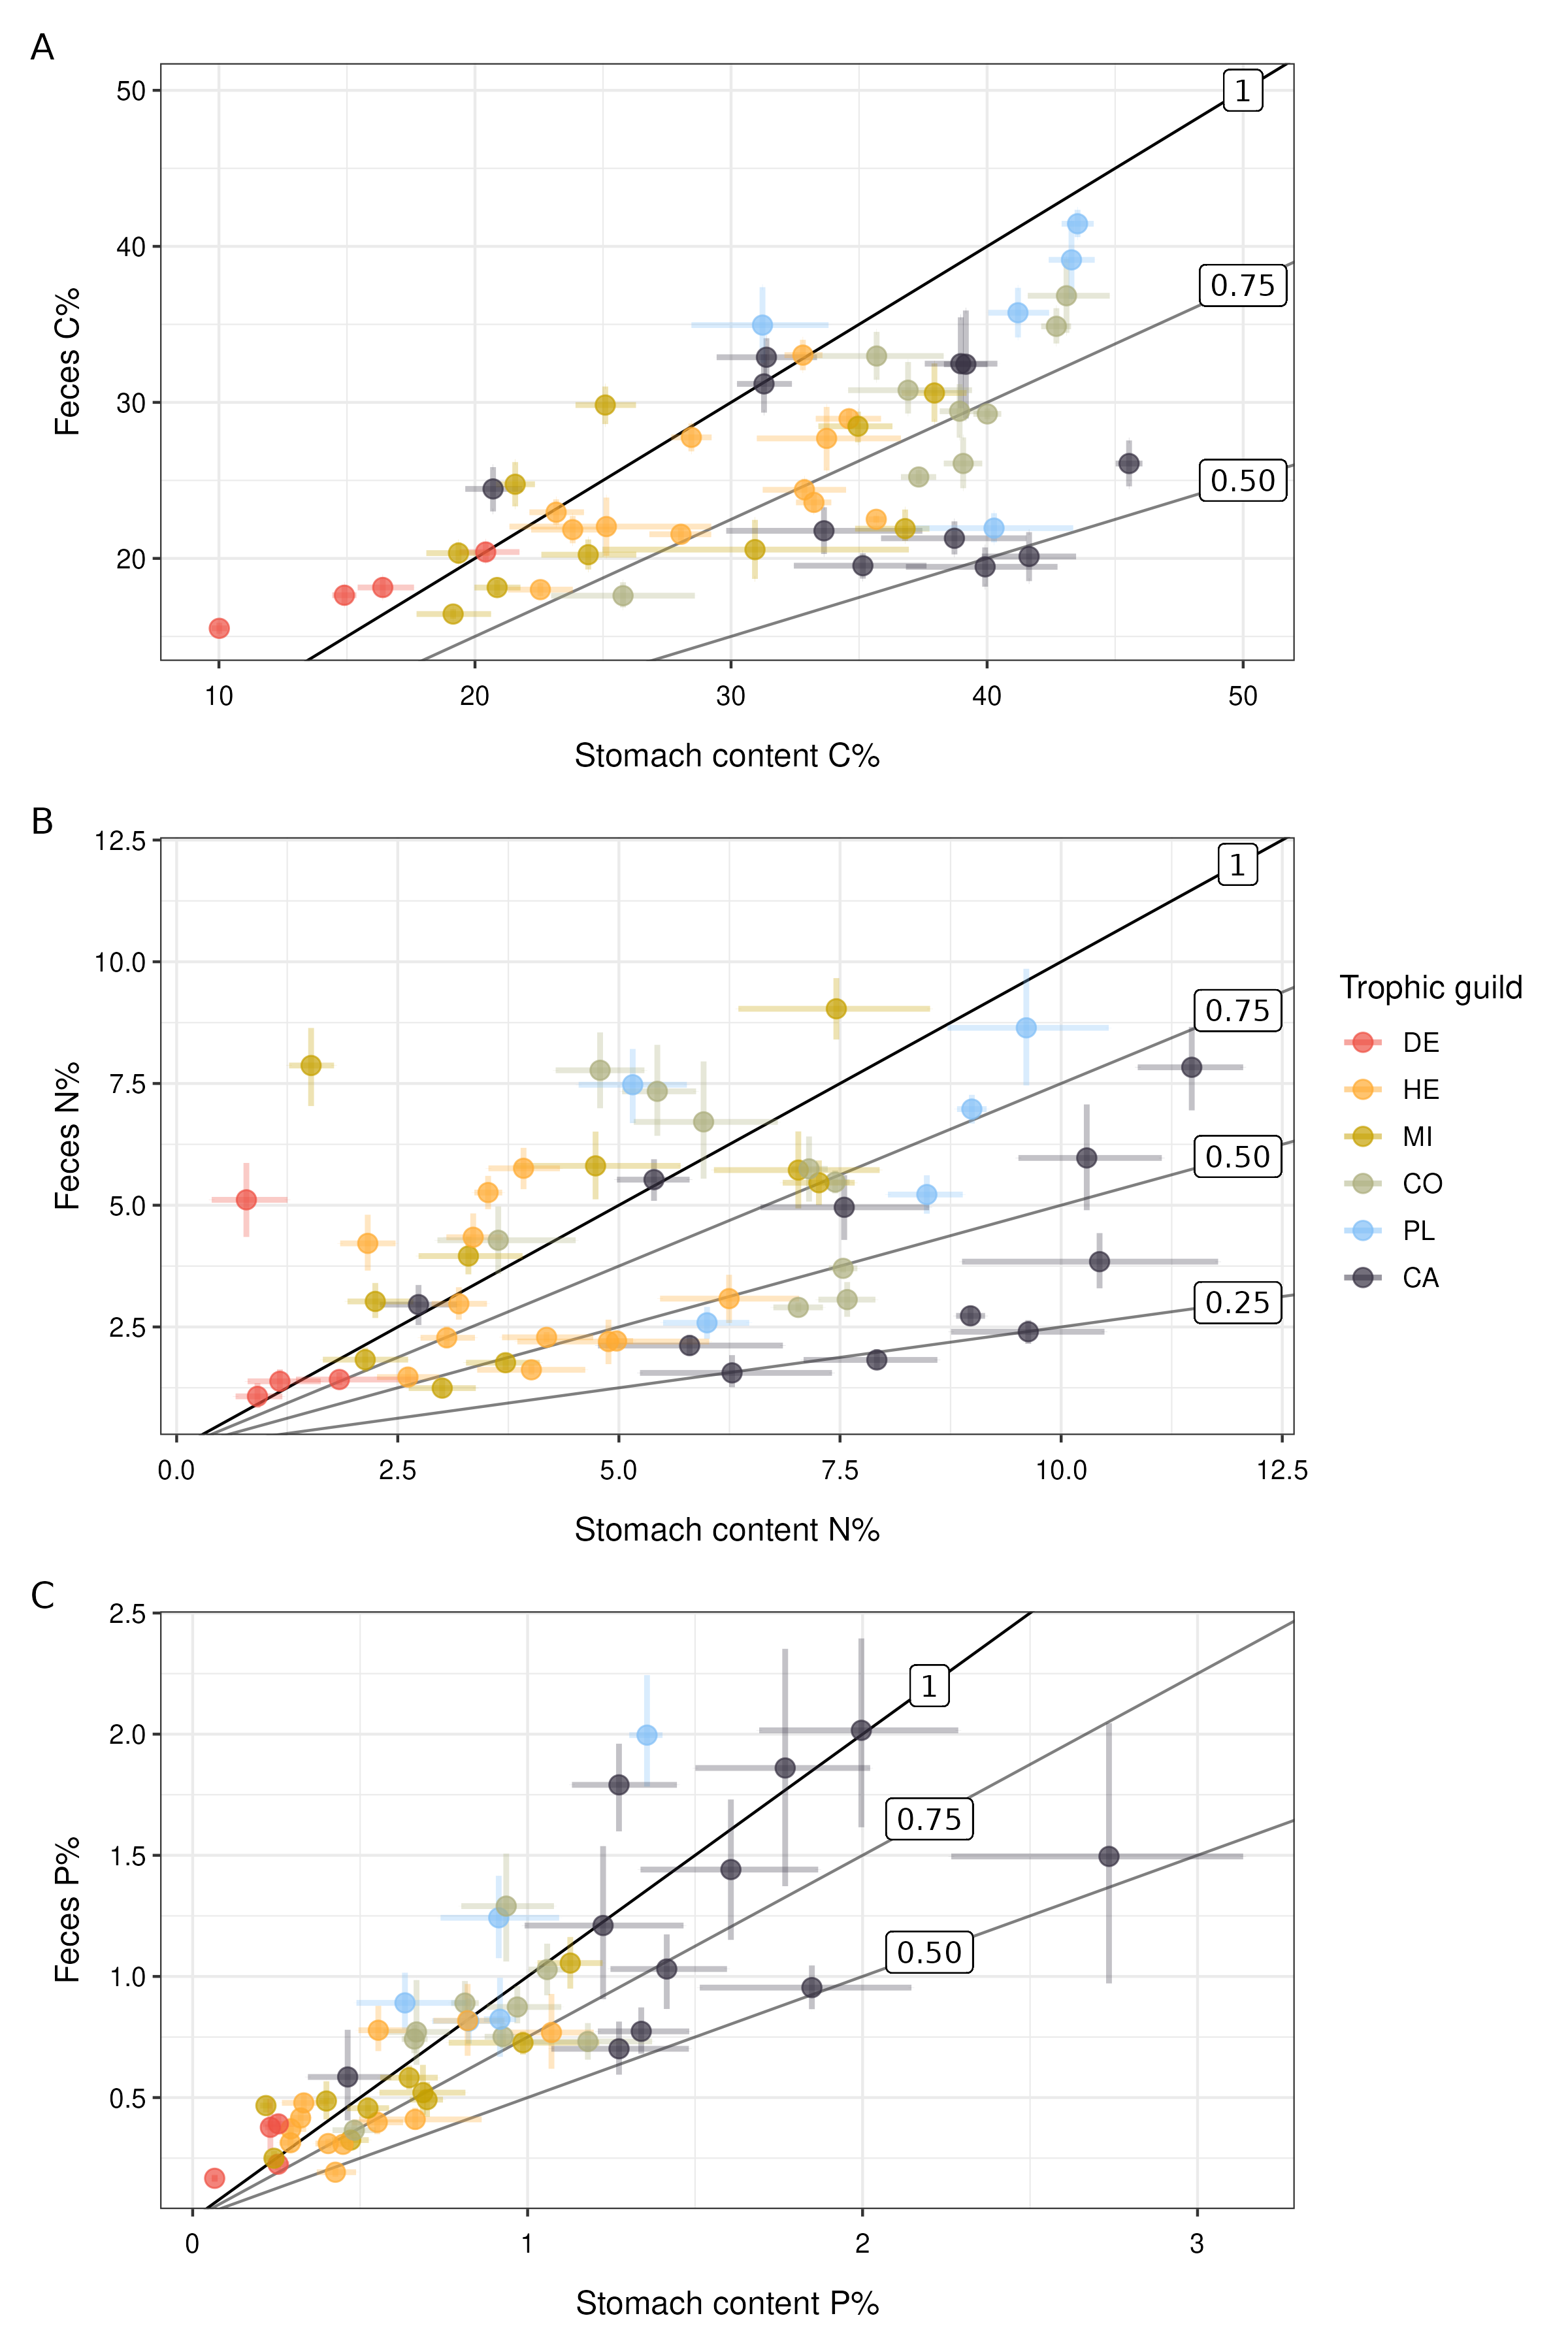 A
50
40
30
20
Feces C%
1
0.75
0.50
10 20 30 40 50
Stomach content C%
B
12.5
10.0
7.5
5.0
2.5
Feces N%
1
0.75
0.50
0.25
0.0 2.5 5.0 7.5 10.0 12.5
Stomach content N%
Trophic guild
DE
HE
MI
CO
PL
CA
C
2.5
2.0
1.5
1.0
0.5
Feces P%
1
0.75
0.50
0 1 2 3
Stomach content P%